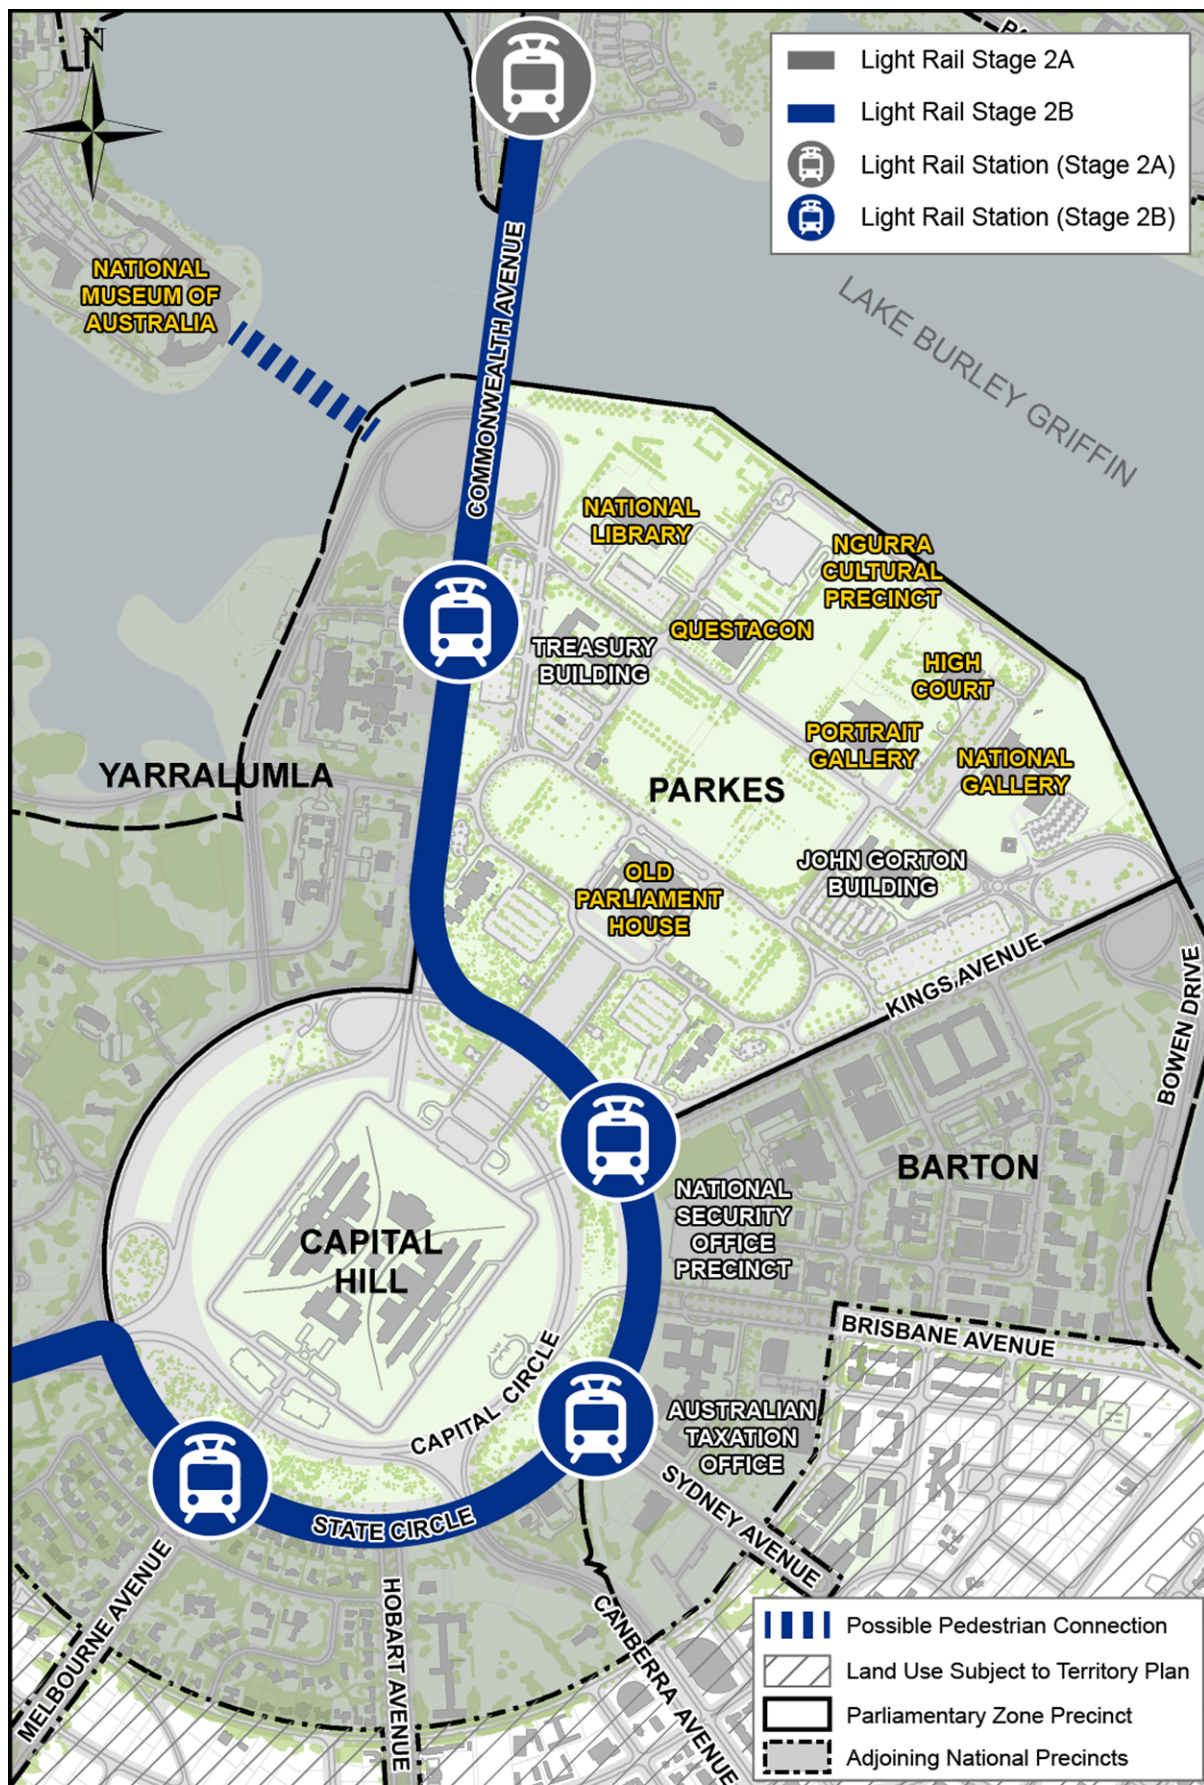 N
Light Rail Stage 2A
Light Rail Stage 2B
Light Rail Station (Stage 2A)
Light Rail Station (Stage 2B)
COMMONWEALTH AVENUE
NATIONAL
MUSEUM OF
AUSTRALIA
LAKE BURLEY GRIFFIN
NATIONAL
LIBRARY
NGURRA
CULTURAL
PRECINCT
QUESTACON
TREASURY
BUILDING
HIGH
COURT
PORTRAIT
GALLERY
NATIONAL
GALLERY
YARRALUMLA
PARKES
JOHN GORTON
BUILDING
OLD
PARLIAMENT
HOUSE
KINGS AVENUE
BOWEN DRIVE
BARTON
NATIONAL
SECURITY
OFFICE
PRECINCT
CAPITAL
HILL
BRISBANE AVENUE
CAPITAL CIRCLE
AUSTRALIAN
TAXATION
OFFICE
SYDNEY AVENUE
STATE CIRCLE
MELBOURNE AVENUE
HOBART AVENUE
CANBERRA AVENUE
Possible Pedestrian Connection
Land Use Subject to Territory Plan
Parliamentary Zone Precinct
Adjoining National Precincts